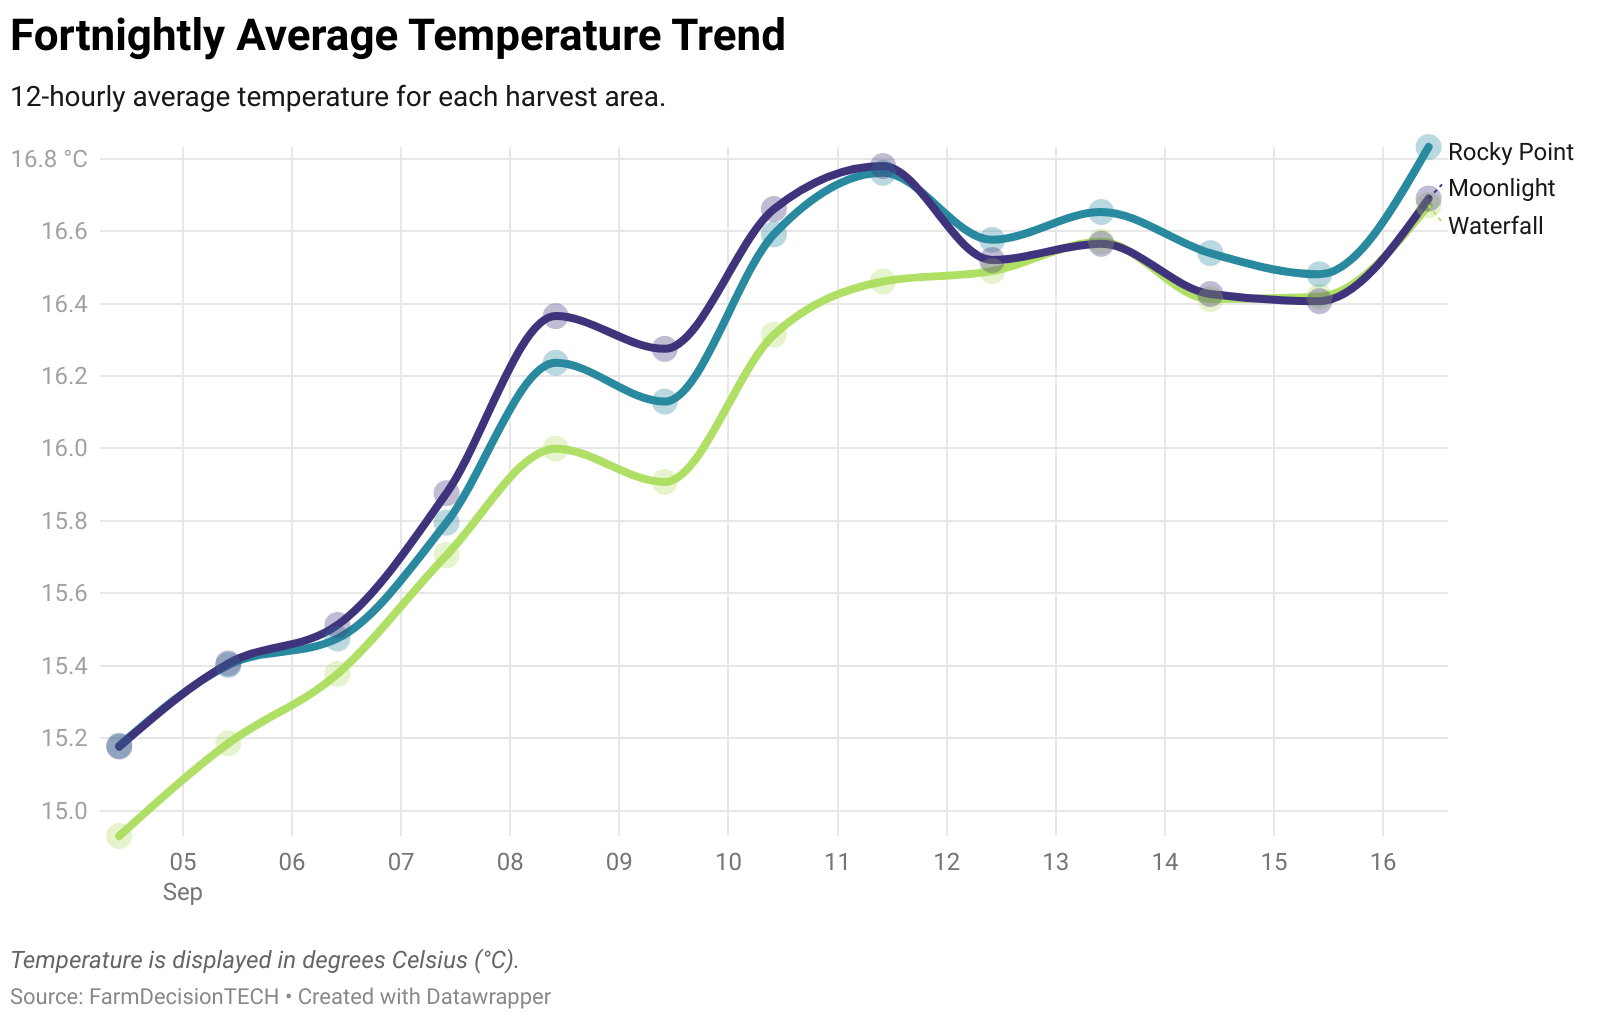 Fortnightly Average Temperature Trend
12-hourly average temperature for each harvest area.
16.8 °C
16.6
16.4
16.2
16.0
15.8
15.6
15.4
15.2
15.0
Rocky Point
Moonlight
Waterfall
05 06 07 08 09 10 11 12 13 14 15 16
Sep
Temperature is displayed in degrees Celsius (°C).
Source: FarmDecisionTECH • Created with Datawrapper